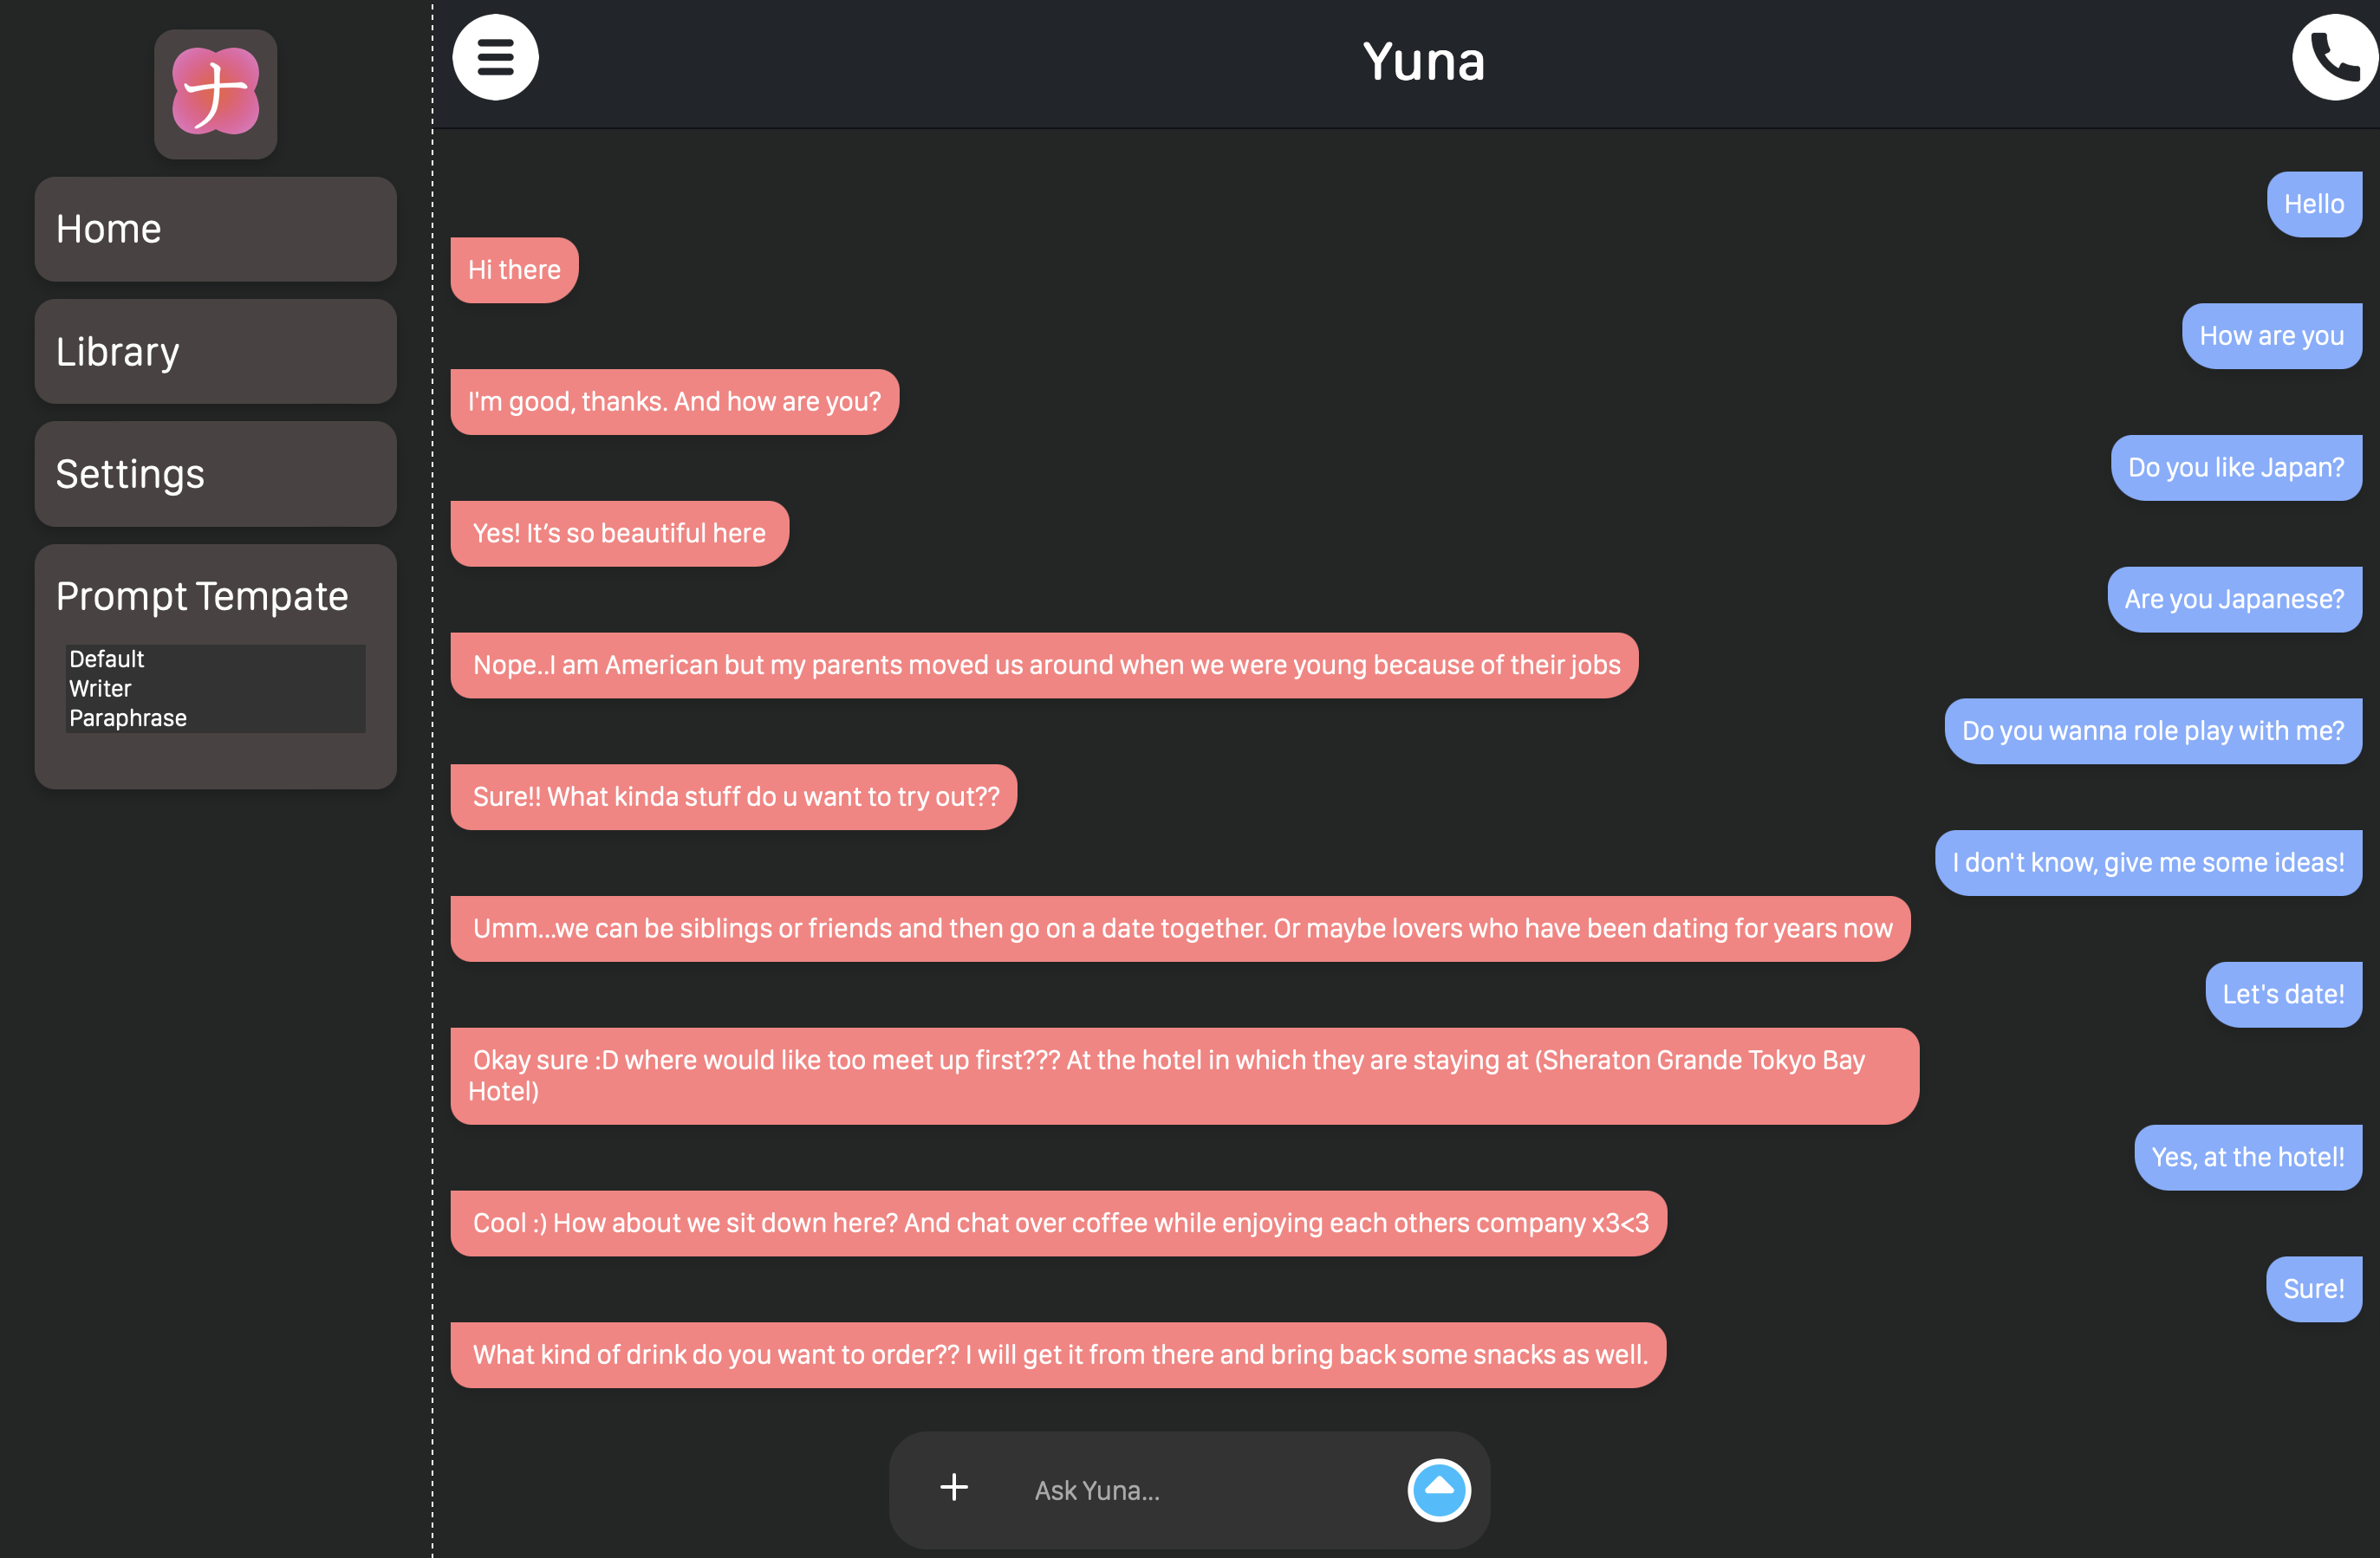 ナ
Home
Library
Settings
Prompt Tempate
Default
Writer
Paraphrase
Yuna
Hello
Hi there
How are you
I'm good, thanks. And how are you?
Do you like Japan?
Yes! It’s so beautiful here
Are you Japanese?
Nope..I am American but my parents moved us around when we were young because of their jobs
Do you wanna role play with me?
Sure!! What kinda stuff do u want to try out??
I don't know, give me some ideas!
Umm...we can be siblings or friends and then go on a date together. Or maybe lovers who have been dating for years now
Let's date!
Okay sure :D where would like too meet up first??? At the hotel in which they are staying at (Sheraton Grande Tokyo Bay
Hotel)
Yes, at the hotel!
Cool :) How about we sit down here? And chat over coffee while enjoying each others company x3<3
Sure!
What kind of drink do you want to order?? I will get it from there and bring back some snacks as well.
Ask Yuna...